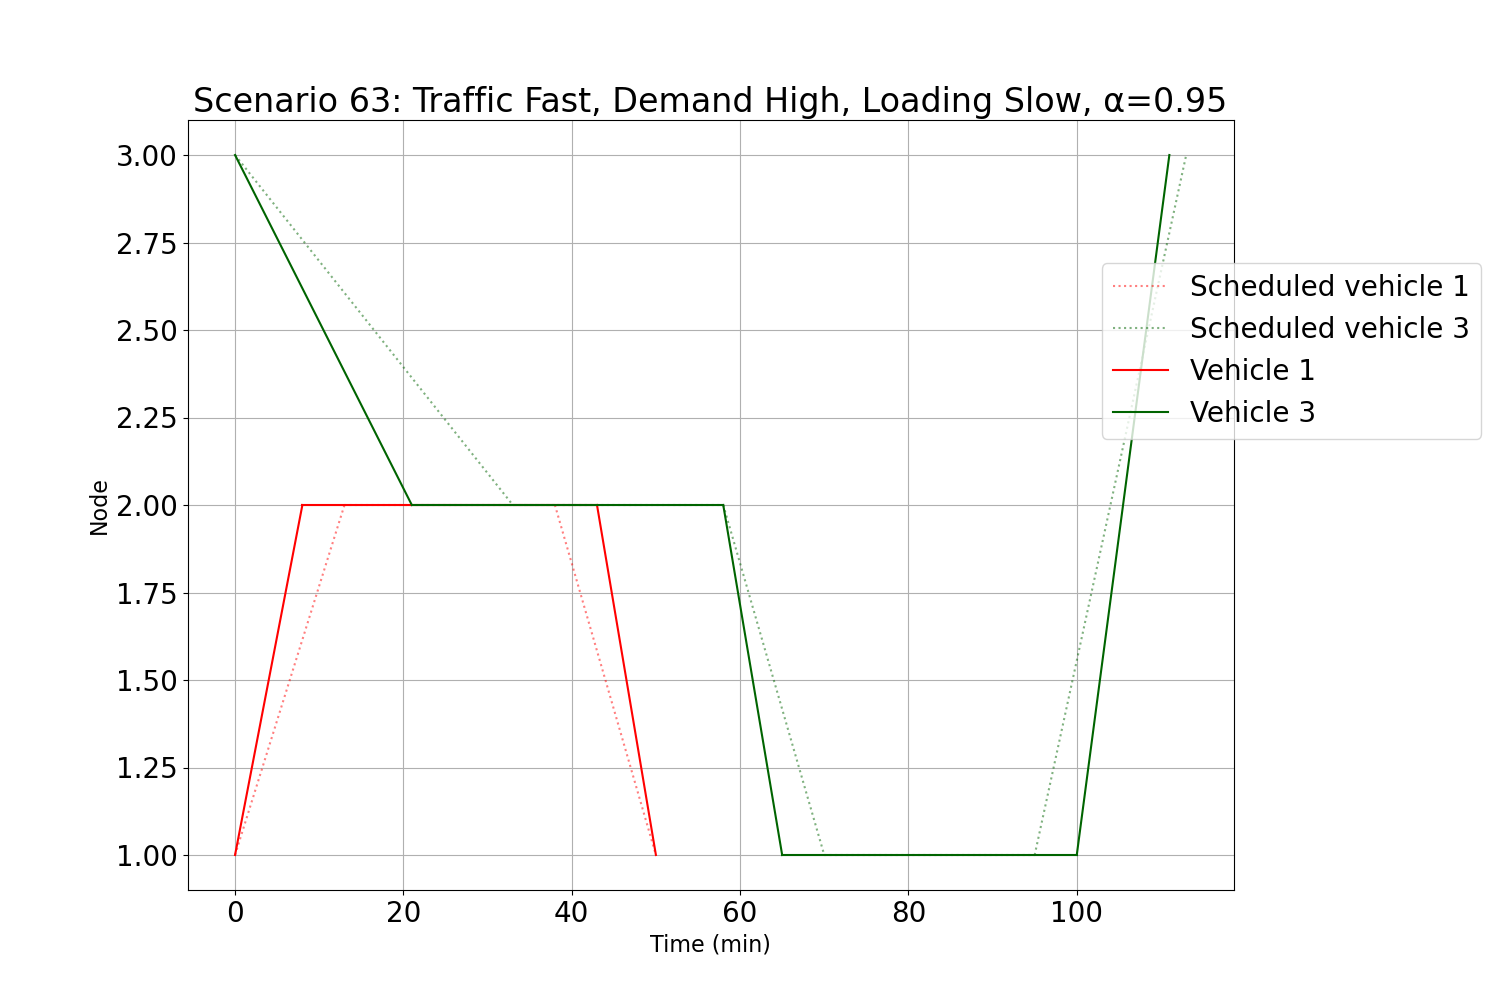 Scenario 63: Traffic Fast, Demand High, Loading Slow, α=0.95
3.00
2.75
2.50
2.25
2.00
1.75
1.50
1.25
1.00
Node
0 20 40 60 80 100
Time (min)
Scheduled vehicle 1
Scheduled vehicle 3
Vehicle 1
Vehicle 3